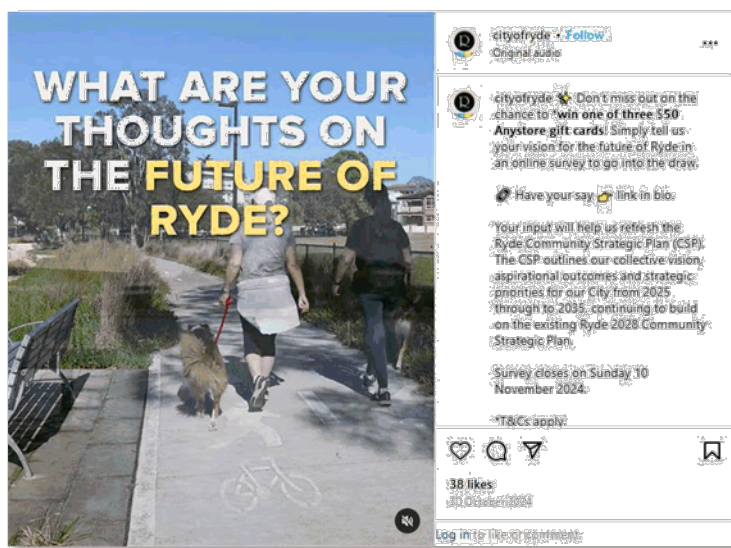 WHAT ARE YOUR
THOUGHTS ON
THE FUTURE OF
RYDE?
cityofryde • Follow
Original audio
cityofryde ✨ Don't miss out on the
chance to *win one of three $50
Anystore gift cards! Simply tell us
your vision for the future of Ryde in
an online survey to go into the draw.
🔗 Have your say 👉 link in bio.
Your input will help us refresh the
Ryde Community Strategic Plan (CSP).
The CSP outlines our collective vision,
aspirational outcomes and strategic
priorities for our City from 2025
through to 2035, continuing to build
on the existing Ryde 2028 Community
Strategic Plan.
Survey closes on Sunday 10
November 2024.
*T&Cs apply.
38 likes
30 October 2024
Log in to like or comment.